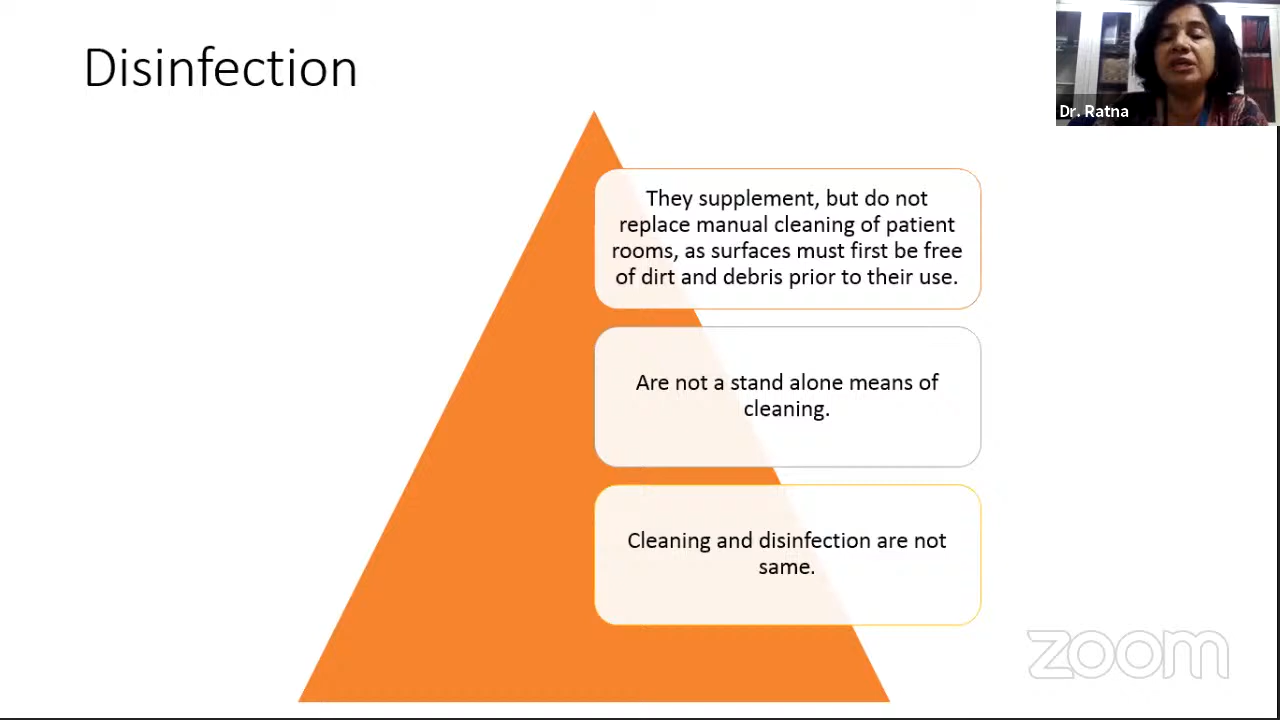 Disinfection
Dr. Ratna
They supplement, but do not
replace manual cleaning of patient
rooms, as surfaces must first be free
of dirt and debris prior to their use.
Are not a stand alone means of
cleaning.
Cleaning and disinfection are not
same.
zoom